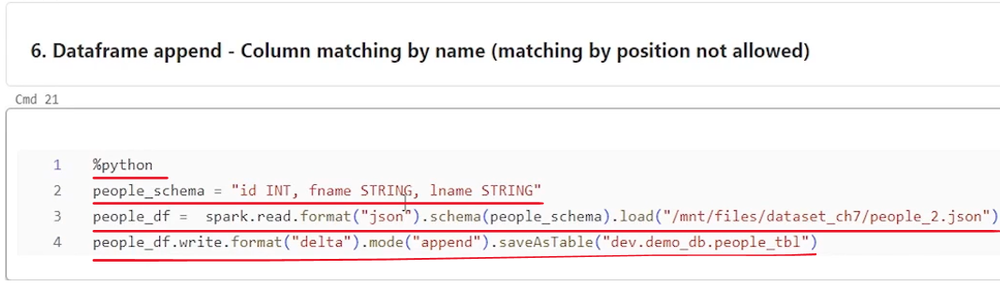 6. Dataframe append - Column matching by name (matching by position not allowed)
Cmd 21
1 %python
2 people_schema = "id INT, fname STRING, lname STRING"
3 people_df =  spark.read.format("json").schema(people_schema).load("/mnt/files/dataset_ch7/people_2.json")
4 people_df.write.format("delta").mode("append").saveAsTable("dev.demo_db.people_tbl")